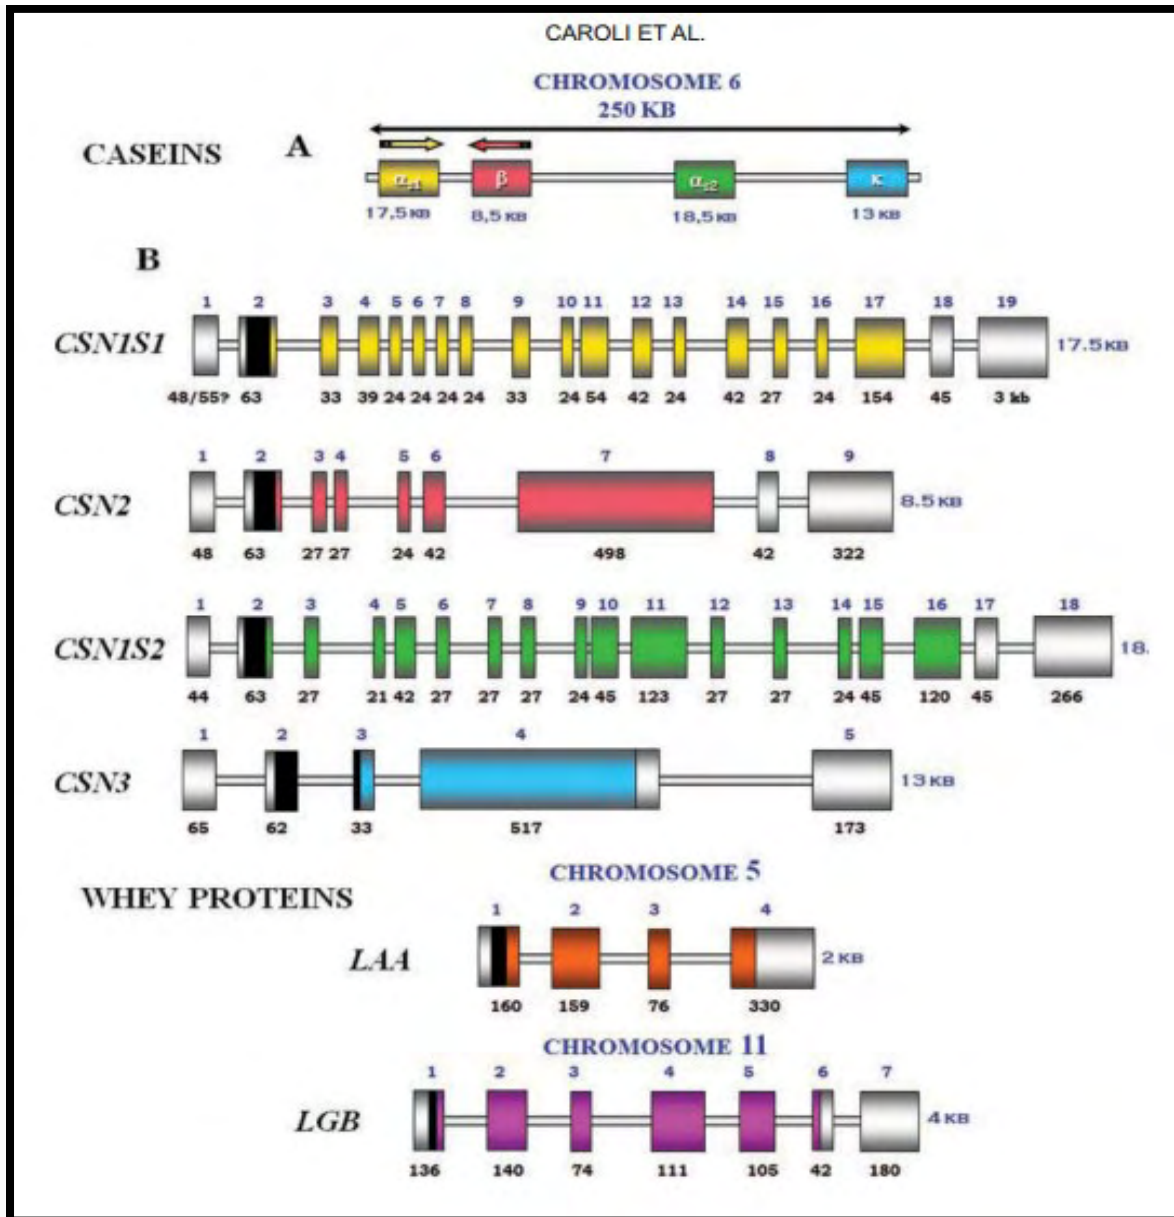 CAROLI ET AL.
CHROMOSOME 6
250 KB
CASEINS
A
αs1
β
αs2
κ
17,5 KB
8,5 KB
18,5 KB
13 KB
B
1 2 3 4 5 6 7 8 9 10 11 12 13 14 15 16 17 18 19
CSN1S1
17.5 KB
48/55? 63 33 39 24 24 24 24 33 24 54 42 24 42 27 24 154 45 3 kb
1 2 3 4 5 6 7 8 9
CSN2
8.5 KB
48 63 27 27 24 42 498 42 322
1 2 3 4 5 6 7 8 9 10 11 12 13 14 15 16 17 18
CSN1S2
18.
44 63 27 21 42 27 27 27 24 45 123 27 27 24 45 120 45 266
1 2 3 4 5
CSN3
13 KB
65 62 33 517 173
CHROMOSOME 5
WHEY PROTEINS
1 2 3 4
LAA
2 KB
160 159 76 330
CHROMOSOME 11
1 2 3 4 5 6 7
LGB
4 KB
136 140 74 111 105 42 180